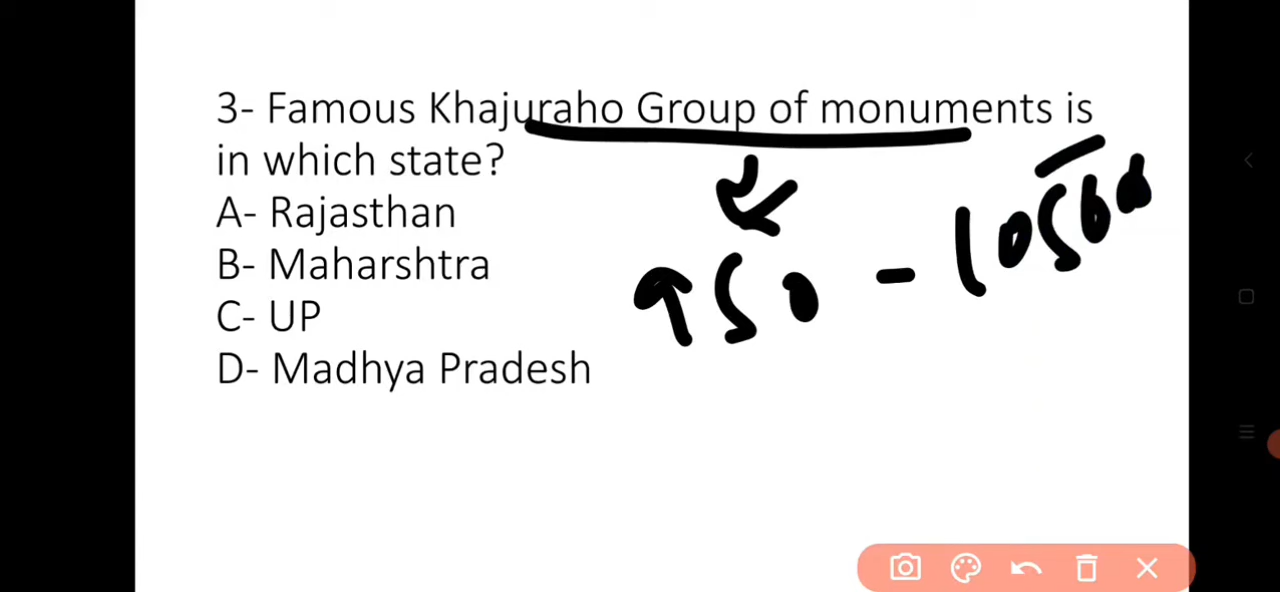 3- Famous Khajuraho Group of monuments is
in which state?
A- Rajasthan
B- Maharshtra
C- UP
D- Madhya Pradesh
950 - 1050